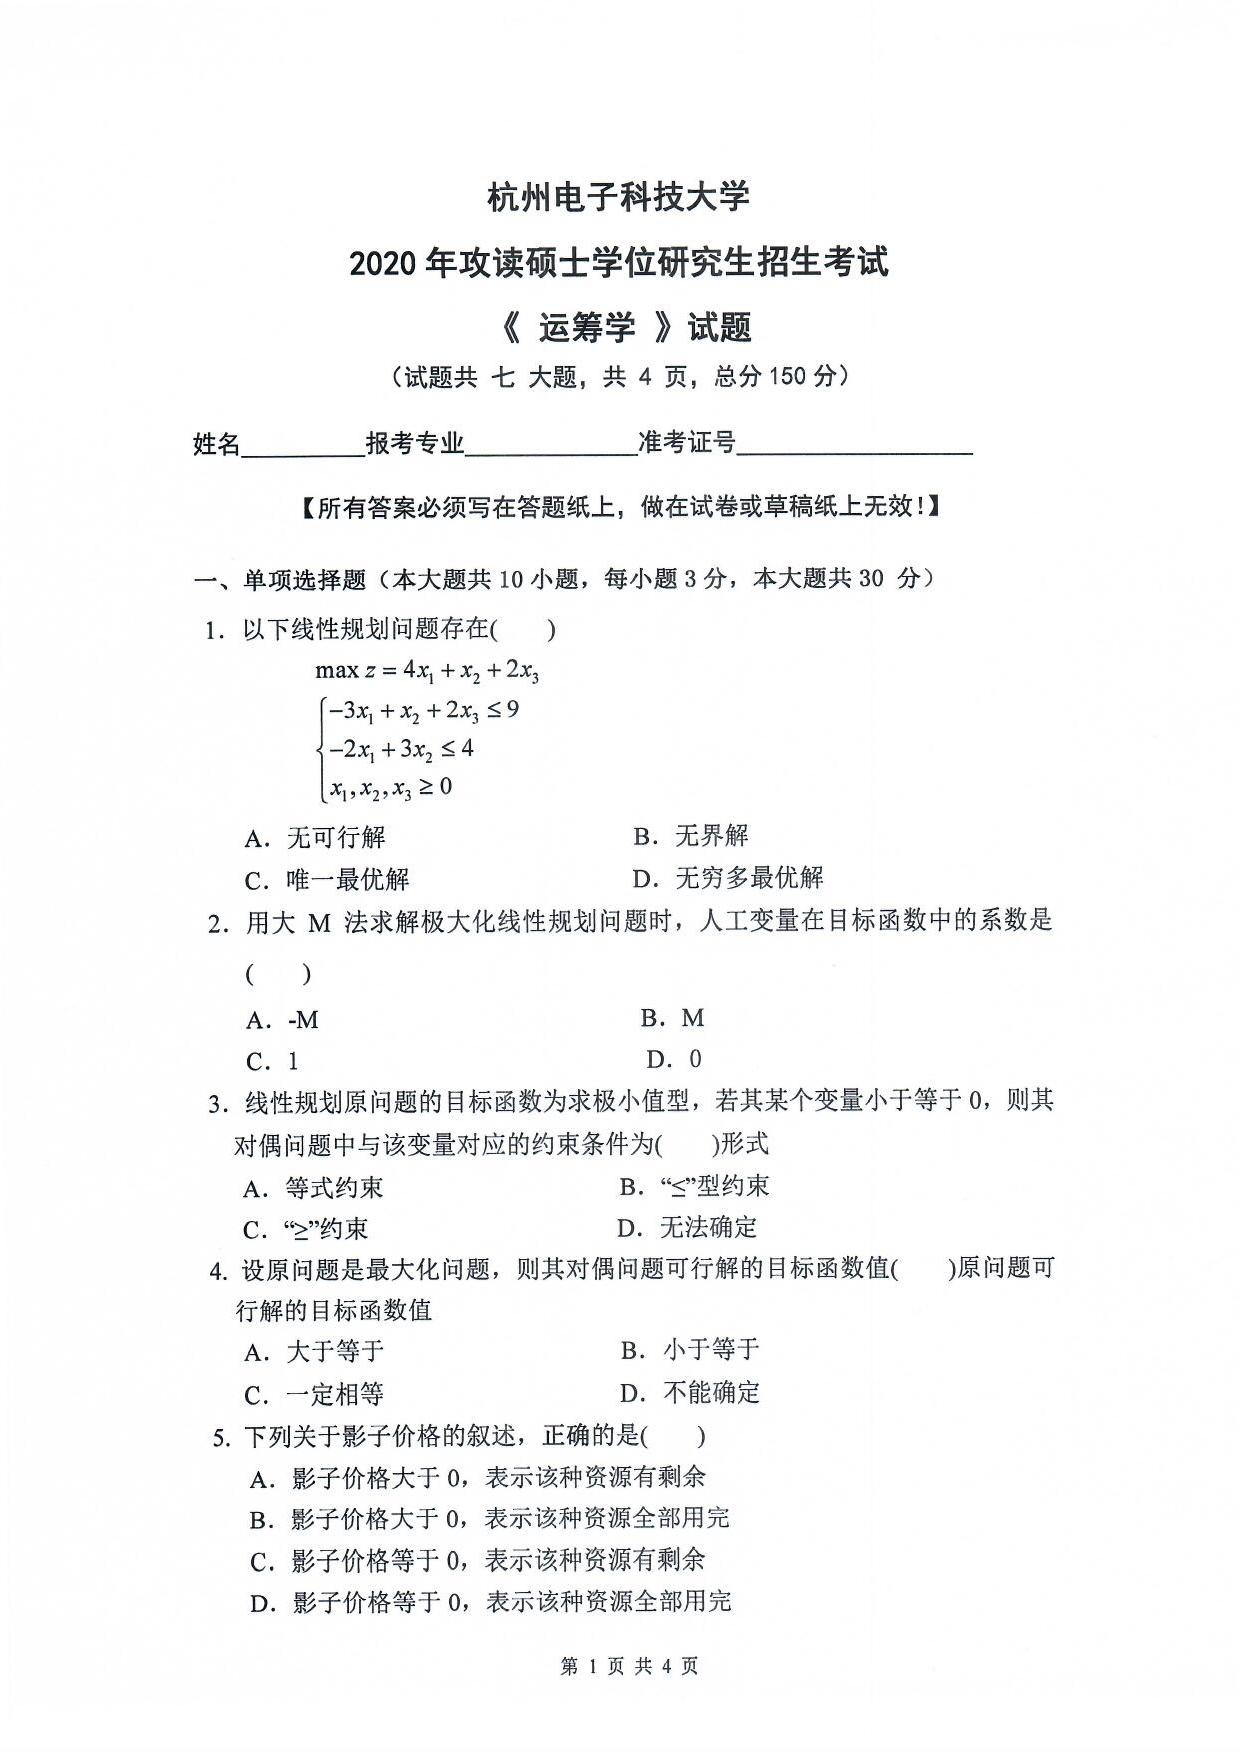 杭州电子科技大学
2020 年攻读硕士学位研究生招生考试
《 运筹学 》试题
（试题共 七 大题，共 4 页，总分 150 分）
姓名__________报考专业______________准考证号___________________
【所有答案必须写在答题纸上，做在试卷或草稿纸上无效！】
一、单项选择题（本大题共 10 小题，每小题 3 分，本大题共 30 分）
1．以下线性规划问题存在(　　)
max z = 4x₁ + x₂ + 2x₃
−3x₁ + x₂ + 2x₃ ≤ 9
−2x₁ + 3x₂ ≤ 4
x₁, x₂, x₃ ≥ 0
A．无可行解　　B．无界解
C．唯一最优解　　D．无穷多最优解
2．用大 M 法求解极大化线性规划问题时，人工变量在目标函数中的系数是
(　　)
A．-M　　B．M
C．1　　D．0
3．线性规划原问题的目标函数为求极小值型，若其某个变量小于等于 0，则其
对偶问题中与该变量对应的约束条件为(　　)形式
A．等式约束　　B．“≤”型约束
C．“≥”约束　　D．无法确定
4. 设原问题是最大化问题，则其对偶问题可行解的目标函数值(　　)原问题可
行解的目标函数值
A．大于等于　　B．小于等于
C．一定相等　　D．不能确定
5. 下列关于影子价格的叙述，正确的是(　　)
A．影子价格大于 0，表示该种资源有剩余
B．影子价格大于 0，表示该种资源全部用完
C．影子价格等于 0，表示该种资源有剩余
D．影子价格等于 0，表示该种资源全部用完
第 1 页 共 4 页